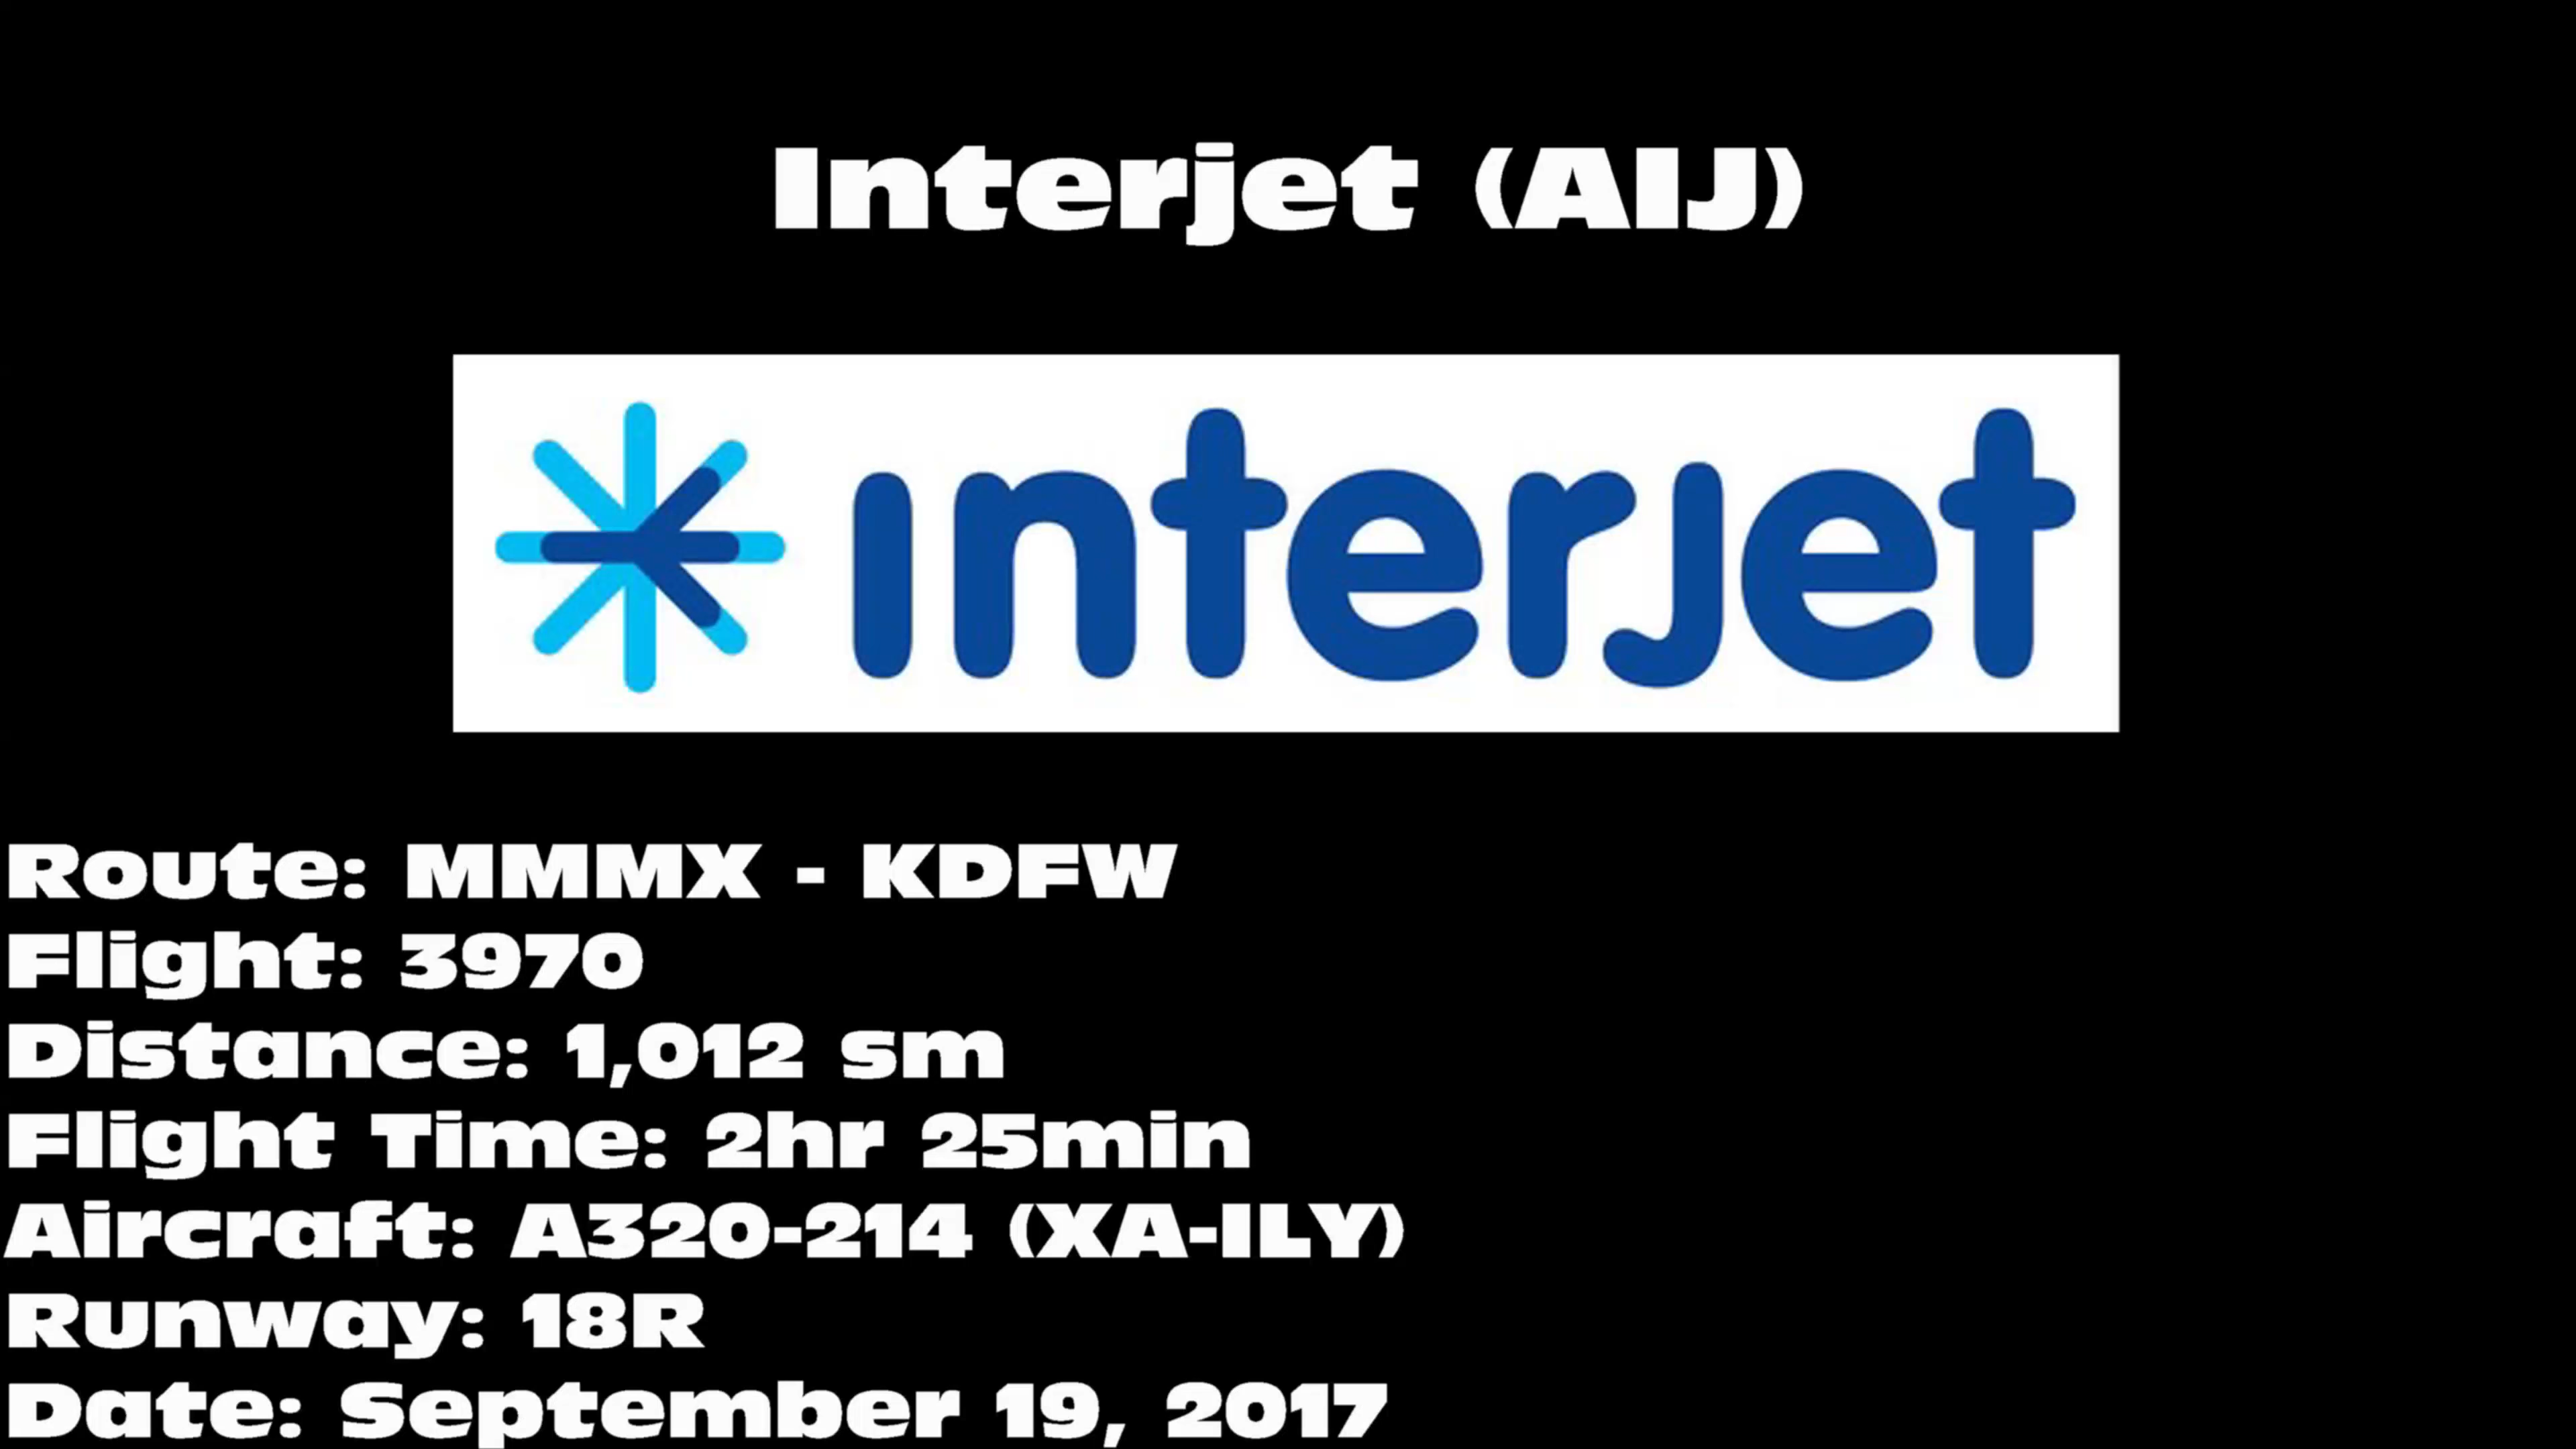 Interjet (AIJ)
interjet
Route: MMMX - KDFW
Flight: 3970
Distance: 1,012 sm
Flight Time: 2hr 25min
Aircraft: A320-214 (XA-ILY)
Runway: 18R
Date: September 19, 2017